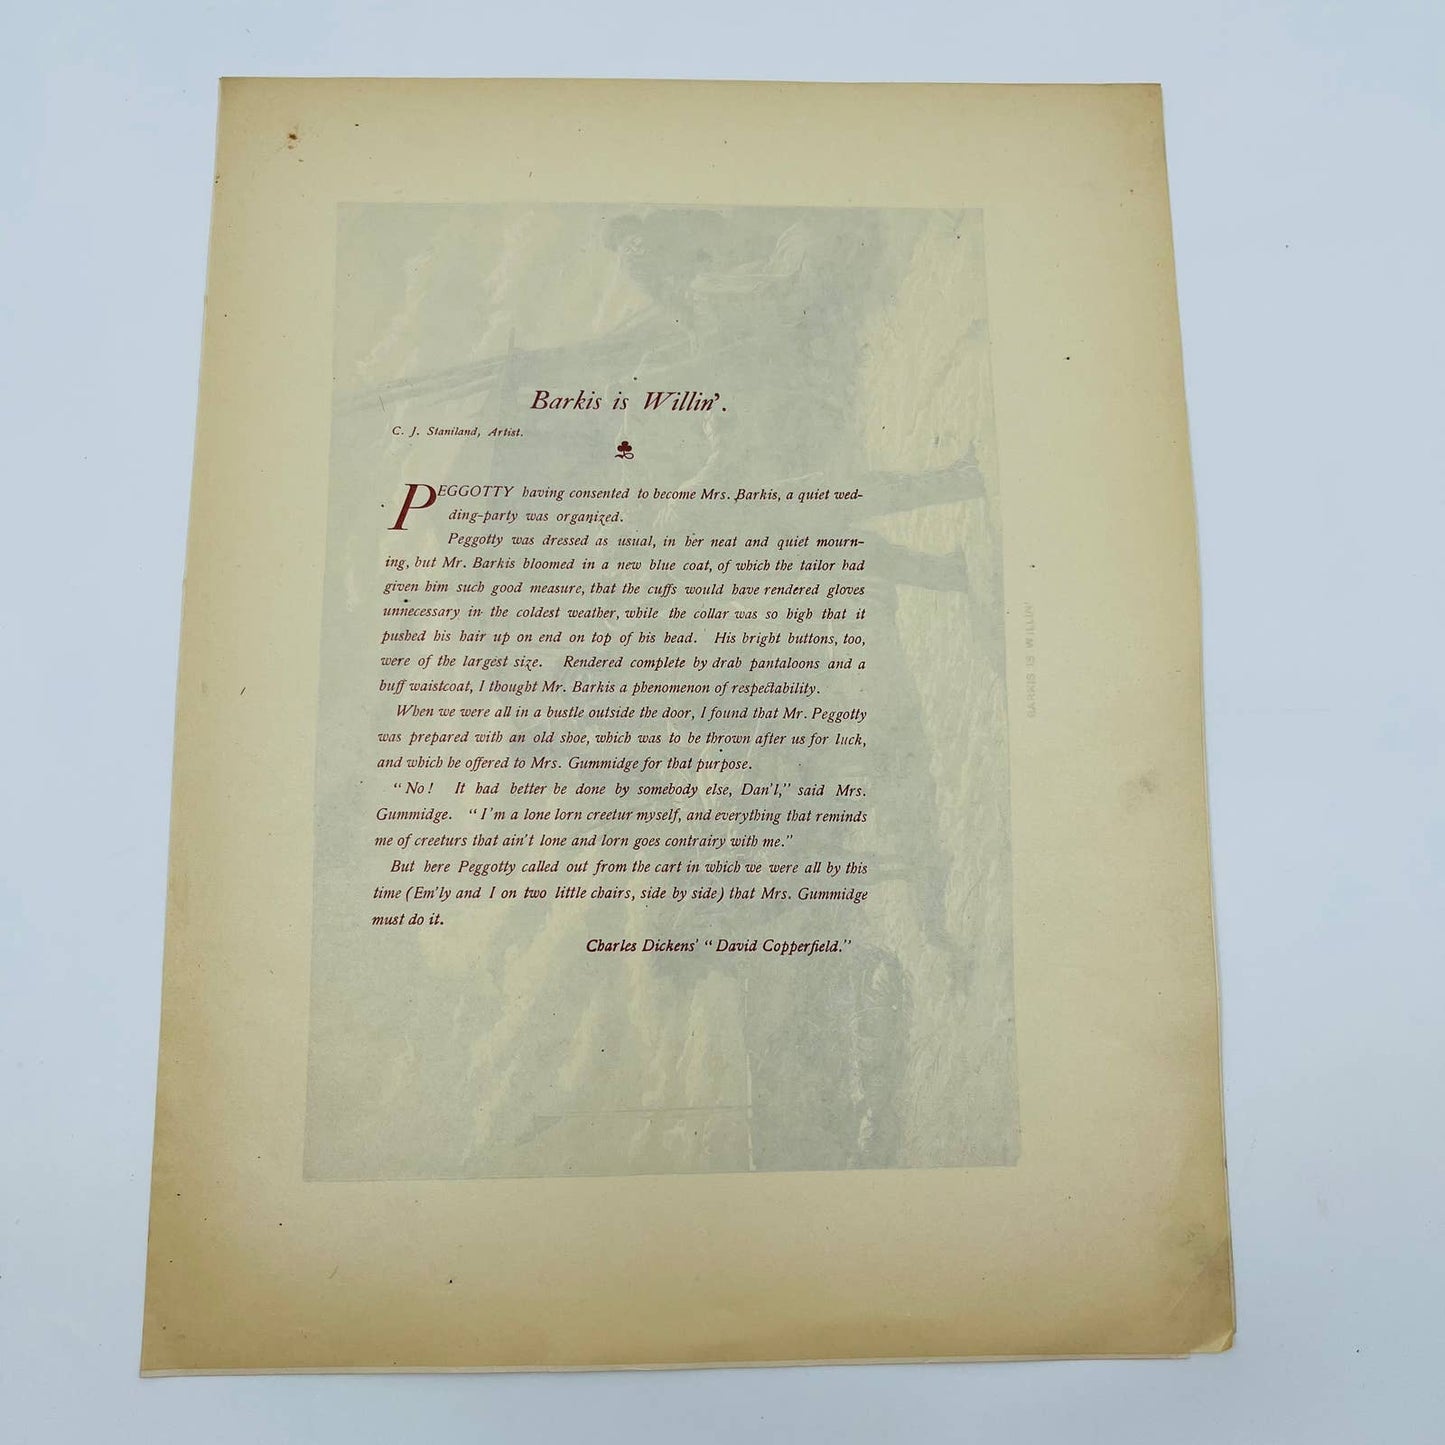 Barkis is Willin'.
C. J. Staniland, Artist.
PEGGOTTY having consented to become Mrs. Barkis, a quiet wed-
ding-party was organized.
Peggotty was dressed as usual, in her neat and quiet mourn-
ing, but Mr. Barkis bloomed in a new blue coat, of which the tailor had
given him such good measure, that the cuffs would have rendered gloves
unnecessary in the coldest weather, while the collar was so high that it
pushed his hair up on end on top of his head. His bright buttons, too,
were of the largest size. Rendered complete by drab pantaloons and a
buff waistcoat, I thought Mr. Barkis a phenomenon of respectability.
When we were all in a bustle outside the door, I found that Mr. Peggotty
was prepared with an old shoe, which was to be thrown after us for luck,
and which he offered to Mrs. Gummidge for that purpose.
"No! It had better be done by somebody else, Dan'l," said Mrs.
Gummidge. "I'm a lone lorn creetur myself, and everything that reminds
me of creeturs that ain't lone and lorn goes contrairy with me."
But here Peggotty called out from the cart in which we were all by this
time (Em'ly and I on two little chairs, side by side) that Mrs. Gummidge
must do it.
Charles Dickens' "David Copperfield."
BARKIS IS WILLIN'